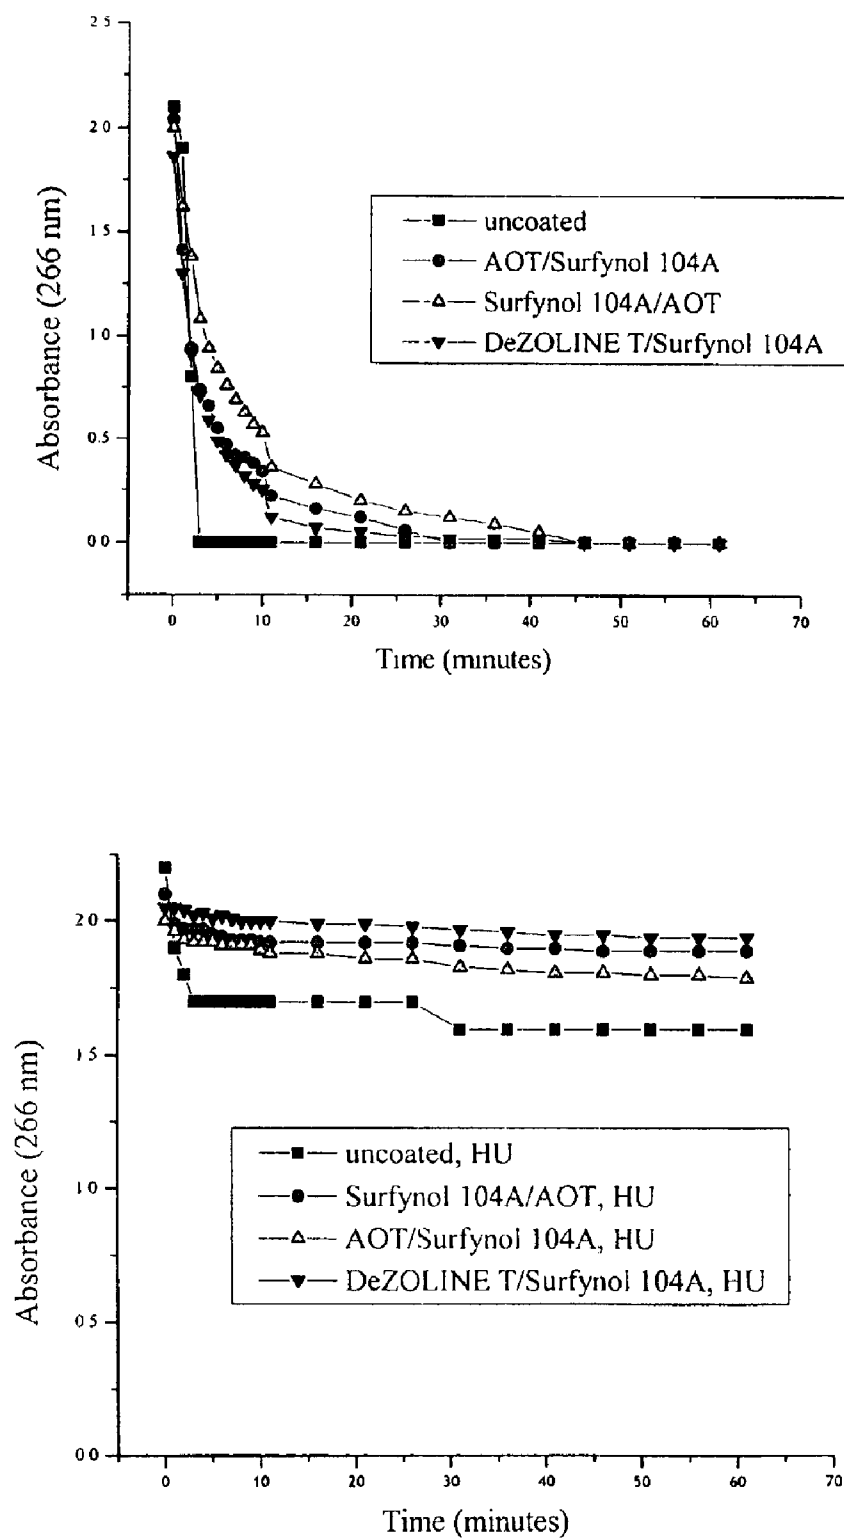 2 5
2 0
1 5
1 0
0 5
0 0
Absorbance (266 nm)
uncoated
AOT/Surfynol 104A
Surfynol 104A/AOT
DeZOLINE T/Surfynol 104A
0 10 20 30 40 50 60 70
Time (minutes)
2 0
1 5
1 0
0 5
0 0
Absorbance (266 nm)
uncoated, HU
Surfynol 104A/AOT, HU
AOT/Surfynol 104A, HU
DeZOLINE T/Surfynol 104A, HU
0 10 20 30 40 50 60 70
Time (minutes)